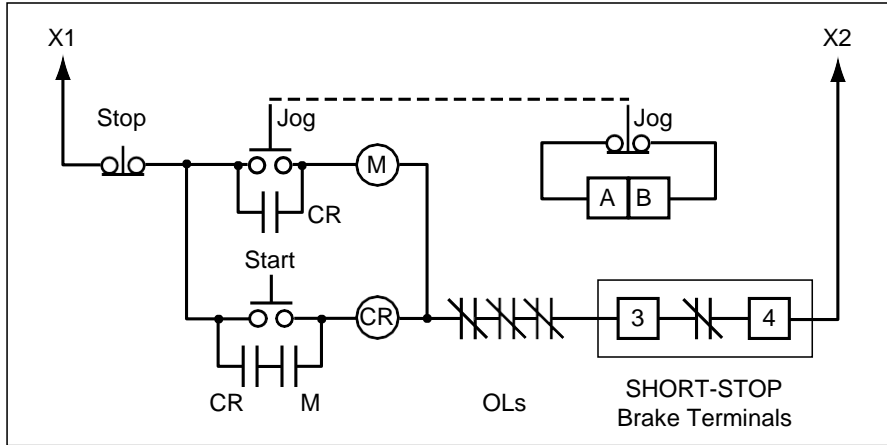 X1
X2
Stop
Jog
Jog
M
A B
CR
Start
CR
3
4
CR M
OLs
SHORT-STOP
Brake Terminals